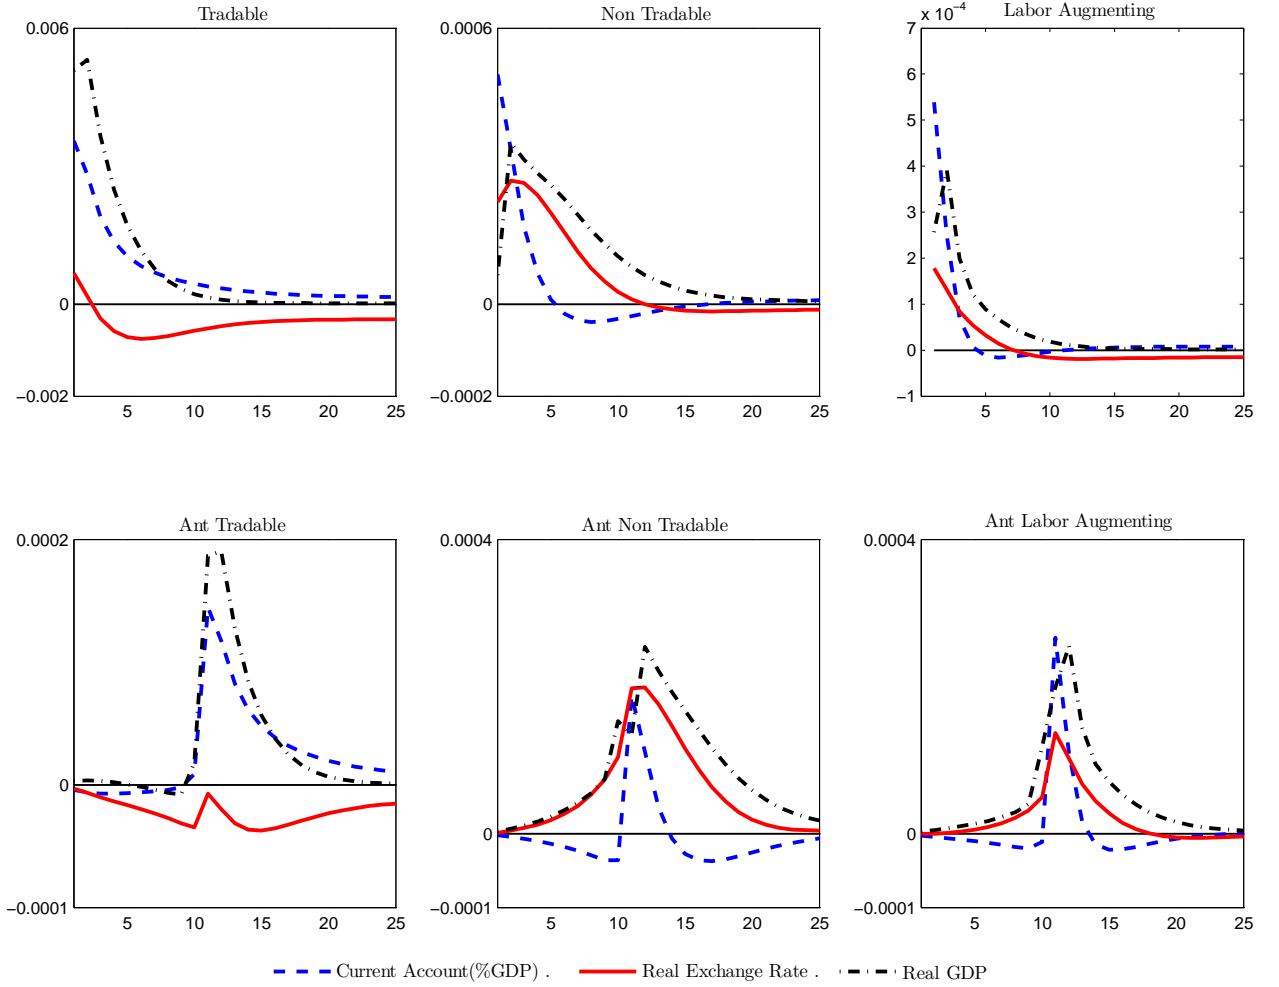 Tradable
0.006
0
−0.002
5 10 15 20 25
Non Tradable
0.0006
0
−0.0002
5 10 15 20 25
Labor Augmenting
7 x 10⁻⁴
6
5
4
3
2
1
0
−1
5 10 15 20 25
Ant Tradable
0.0002
0
−0.0001
5 10 15 20 25
Ant Non Tradable
0.0004
0
−0.0001
5 10 15 20 25
Ant Labor Augmenting
0.0004
0
−0.0001
5 10 15 20 25
Current Account(%GDP) . Real Exchange Rate . Real GDP